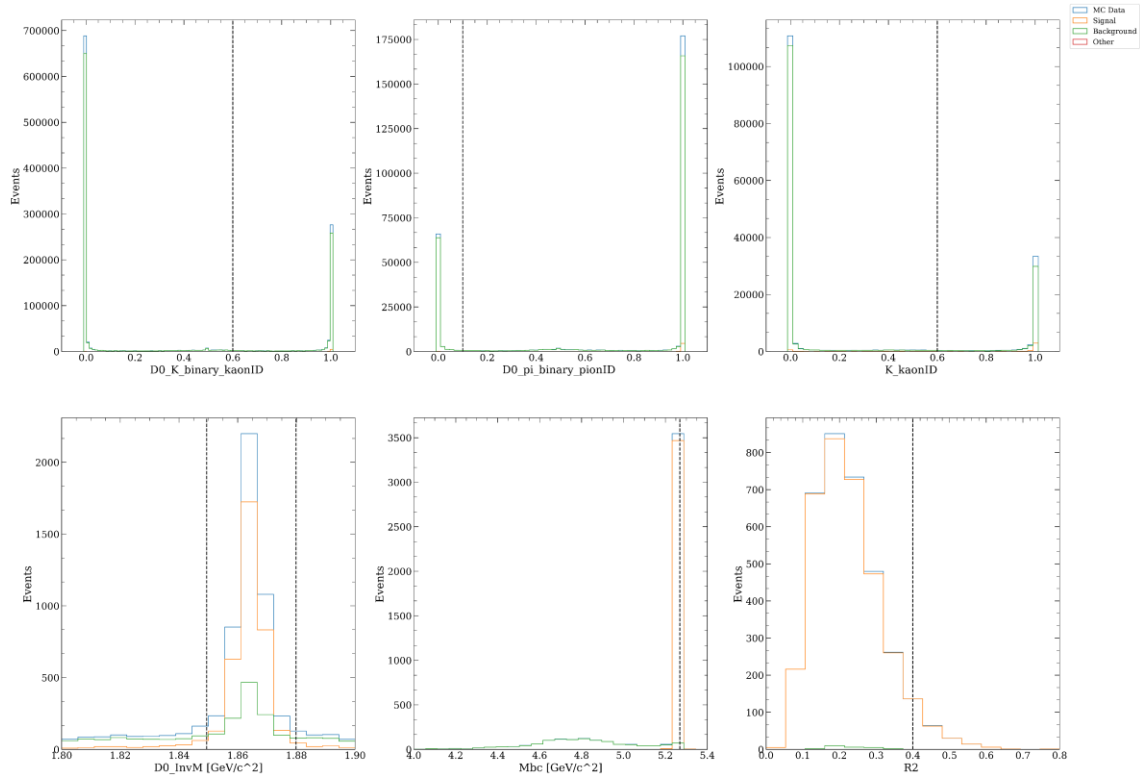 MC Data
Signal
Background
Other
700000
600000
500000
400000
300000
200000
100000
0
Events
0.0 0.2 0.4 0.6 0.8 1.0
D0_K_binary_kaonID
175000
150000
125000
100000
75000
50000
25000
0
Events
0.0 0.2 0.4 0.6 0.8 1.0
D0_pi_binary_pionID
100000
80000
60000
40000
20000
0
Events
0.0 0.2 0.4 0.6 0.8 1.0
K_kaonID
2000
1500
1000
500
0
Events
1.80 1.82 1.84 1.86 1.88 1.90
D0_InvM [GeV/c^2]
3500
3000
2500
2000
1500
1000
500
0
Events
4.0 4.2 4.4 4.6 4.8 5.0 5.2 5.4
Mbc [GeV/c^2]
800
700
600
500
400
300
200
100
0
Events
0.0 0.1 0.2 0.3 0.4 0.5 0.6 0.7 0.8
R2